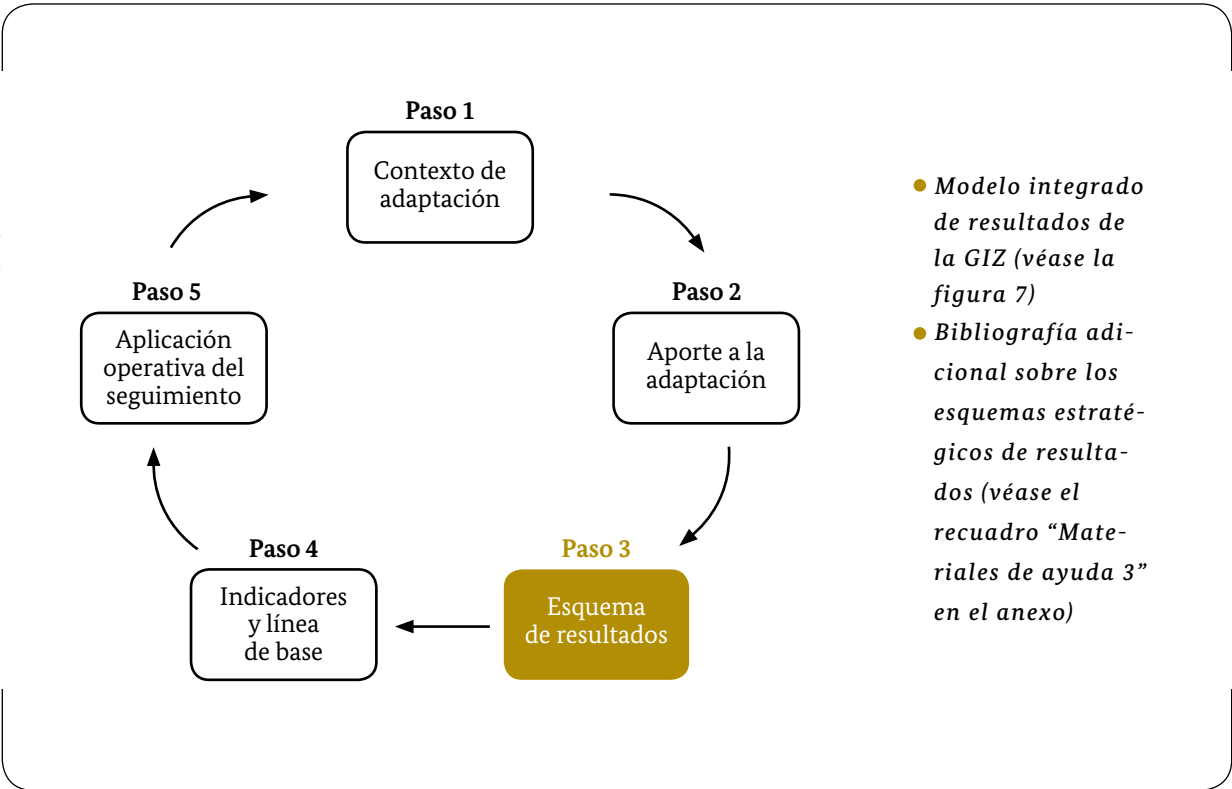 Paso 1
Contexto de
adaptación
Paso 2
Aporte a la
adaptación
Paso 3
Esquema
de resultados
Paso 4
Indicadores
y línea
de base
Paso 5
Aplicación
operativa del
seguimiento
● Modelo integrado
de resultados de
la GIZ (véase la
figura 7)
● Bibliografía adi-
cional sobre los
esquemas estraté-
gicos de resulta-
dos (véase el
recuadro “Mate-
riales de ayuda 3”
en el anexo)